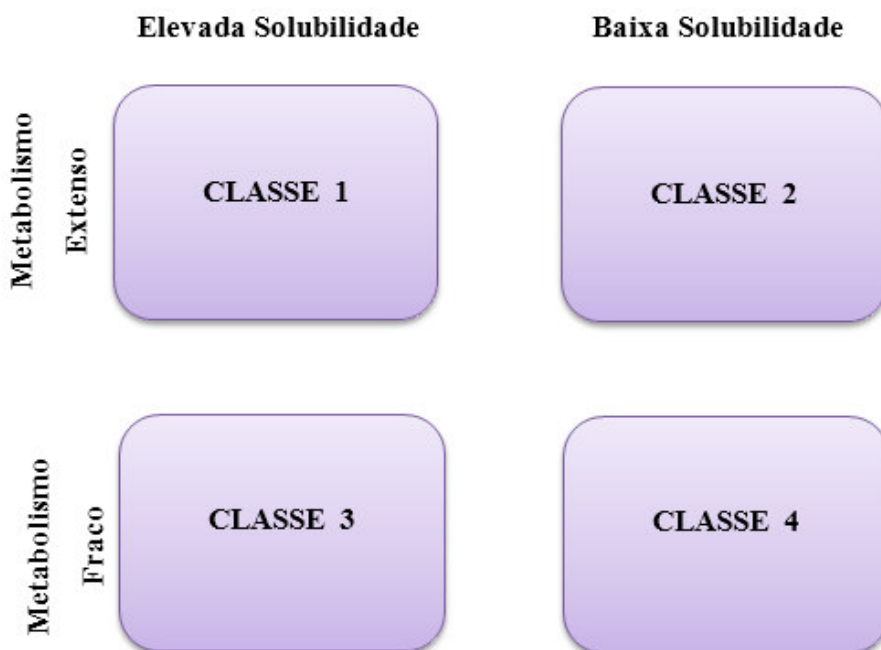 Elevada Solubilidade
Baixa Solubilidade
Metabolismo
Extenso
CLASSE 1
CLASSE 2
Metabolismo
Fraco
CLASSE 3
CLASSE 4